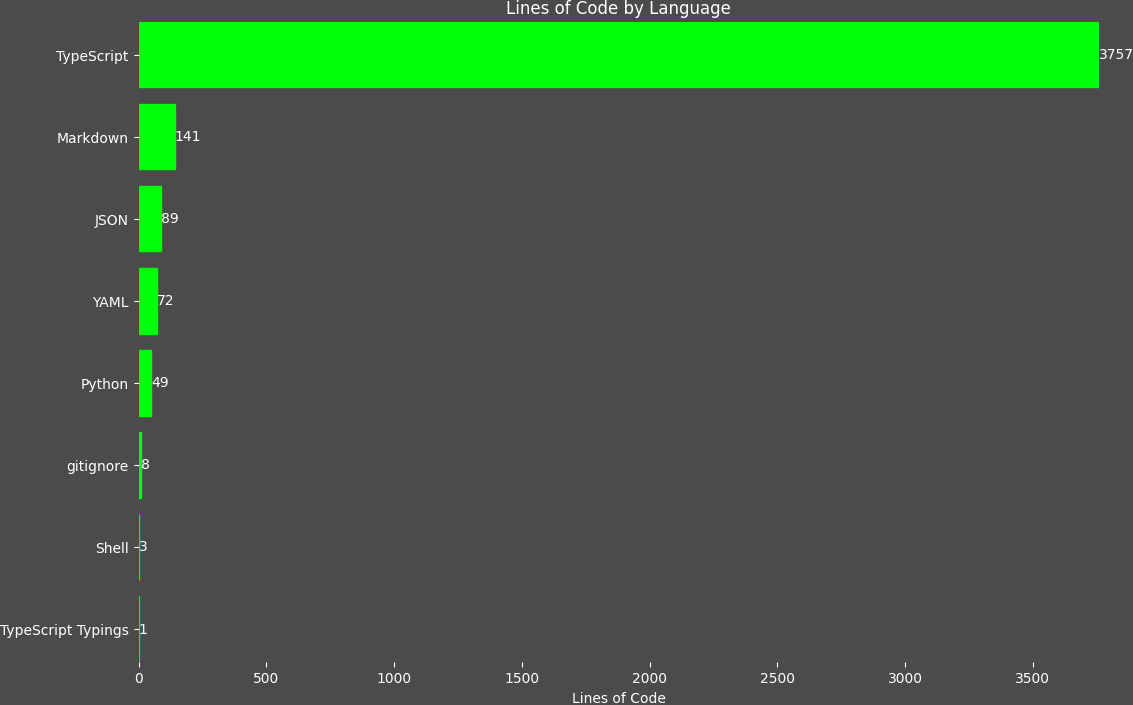 Lines of Code by Language
TypeScript 3757
Markdown 141
JSON 89
YAML 72
Python 49
gitignore 8
Shell 3
TypeScript Typings 1
0 500 1000 1500 2000 2500 3000 3500
Lines of Code